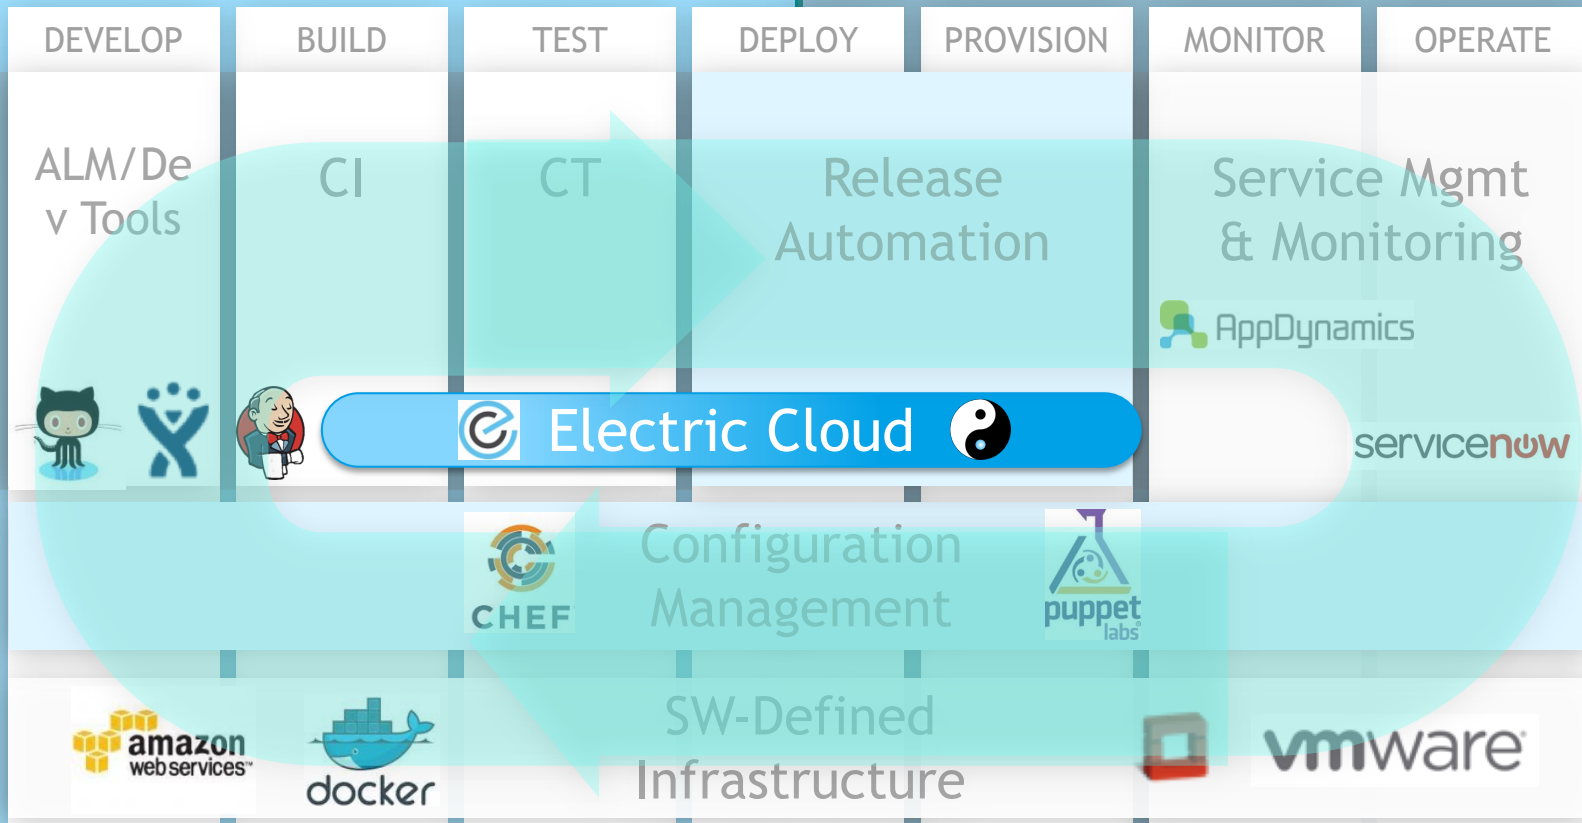 DEVELOP
BUILD
TEST
DEPLOY
PROVISION
MONITOR
OPERATE
ALM/De
v Tools
CI
CT
Release
Automation
Service Mgmt
& Monitoring
AppDynamics
Electric Cloud
servicenow
CHEF
Configuration
Management
puppet
labs
amazon
web services™
docker
SW-Defined
Infrastructure
vmware